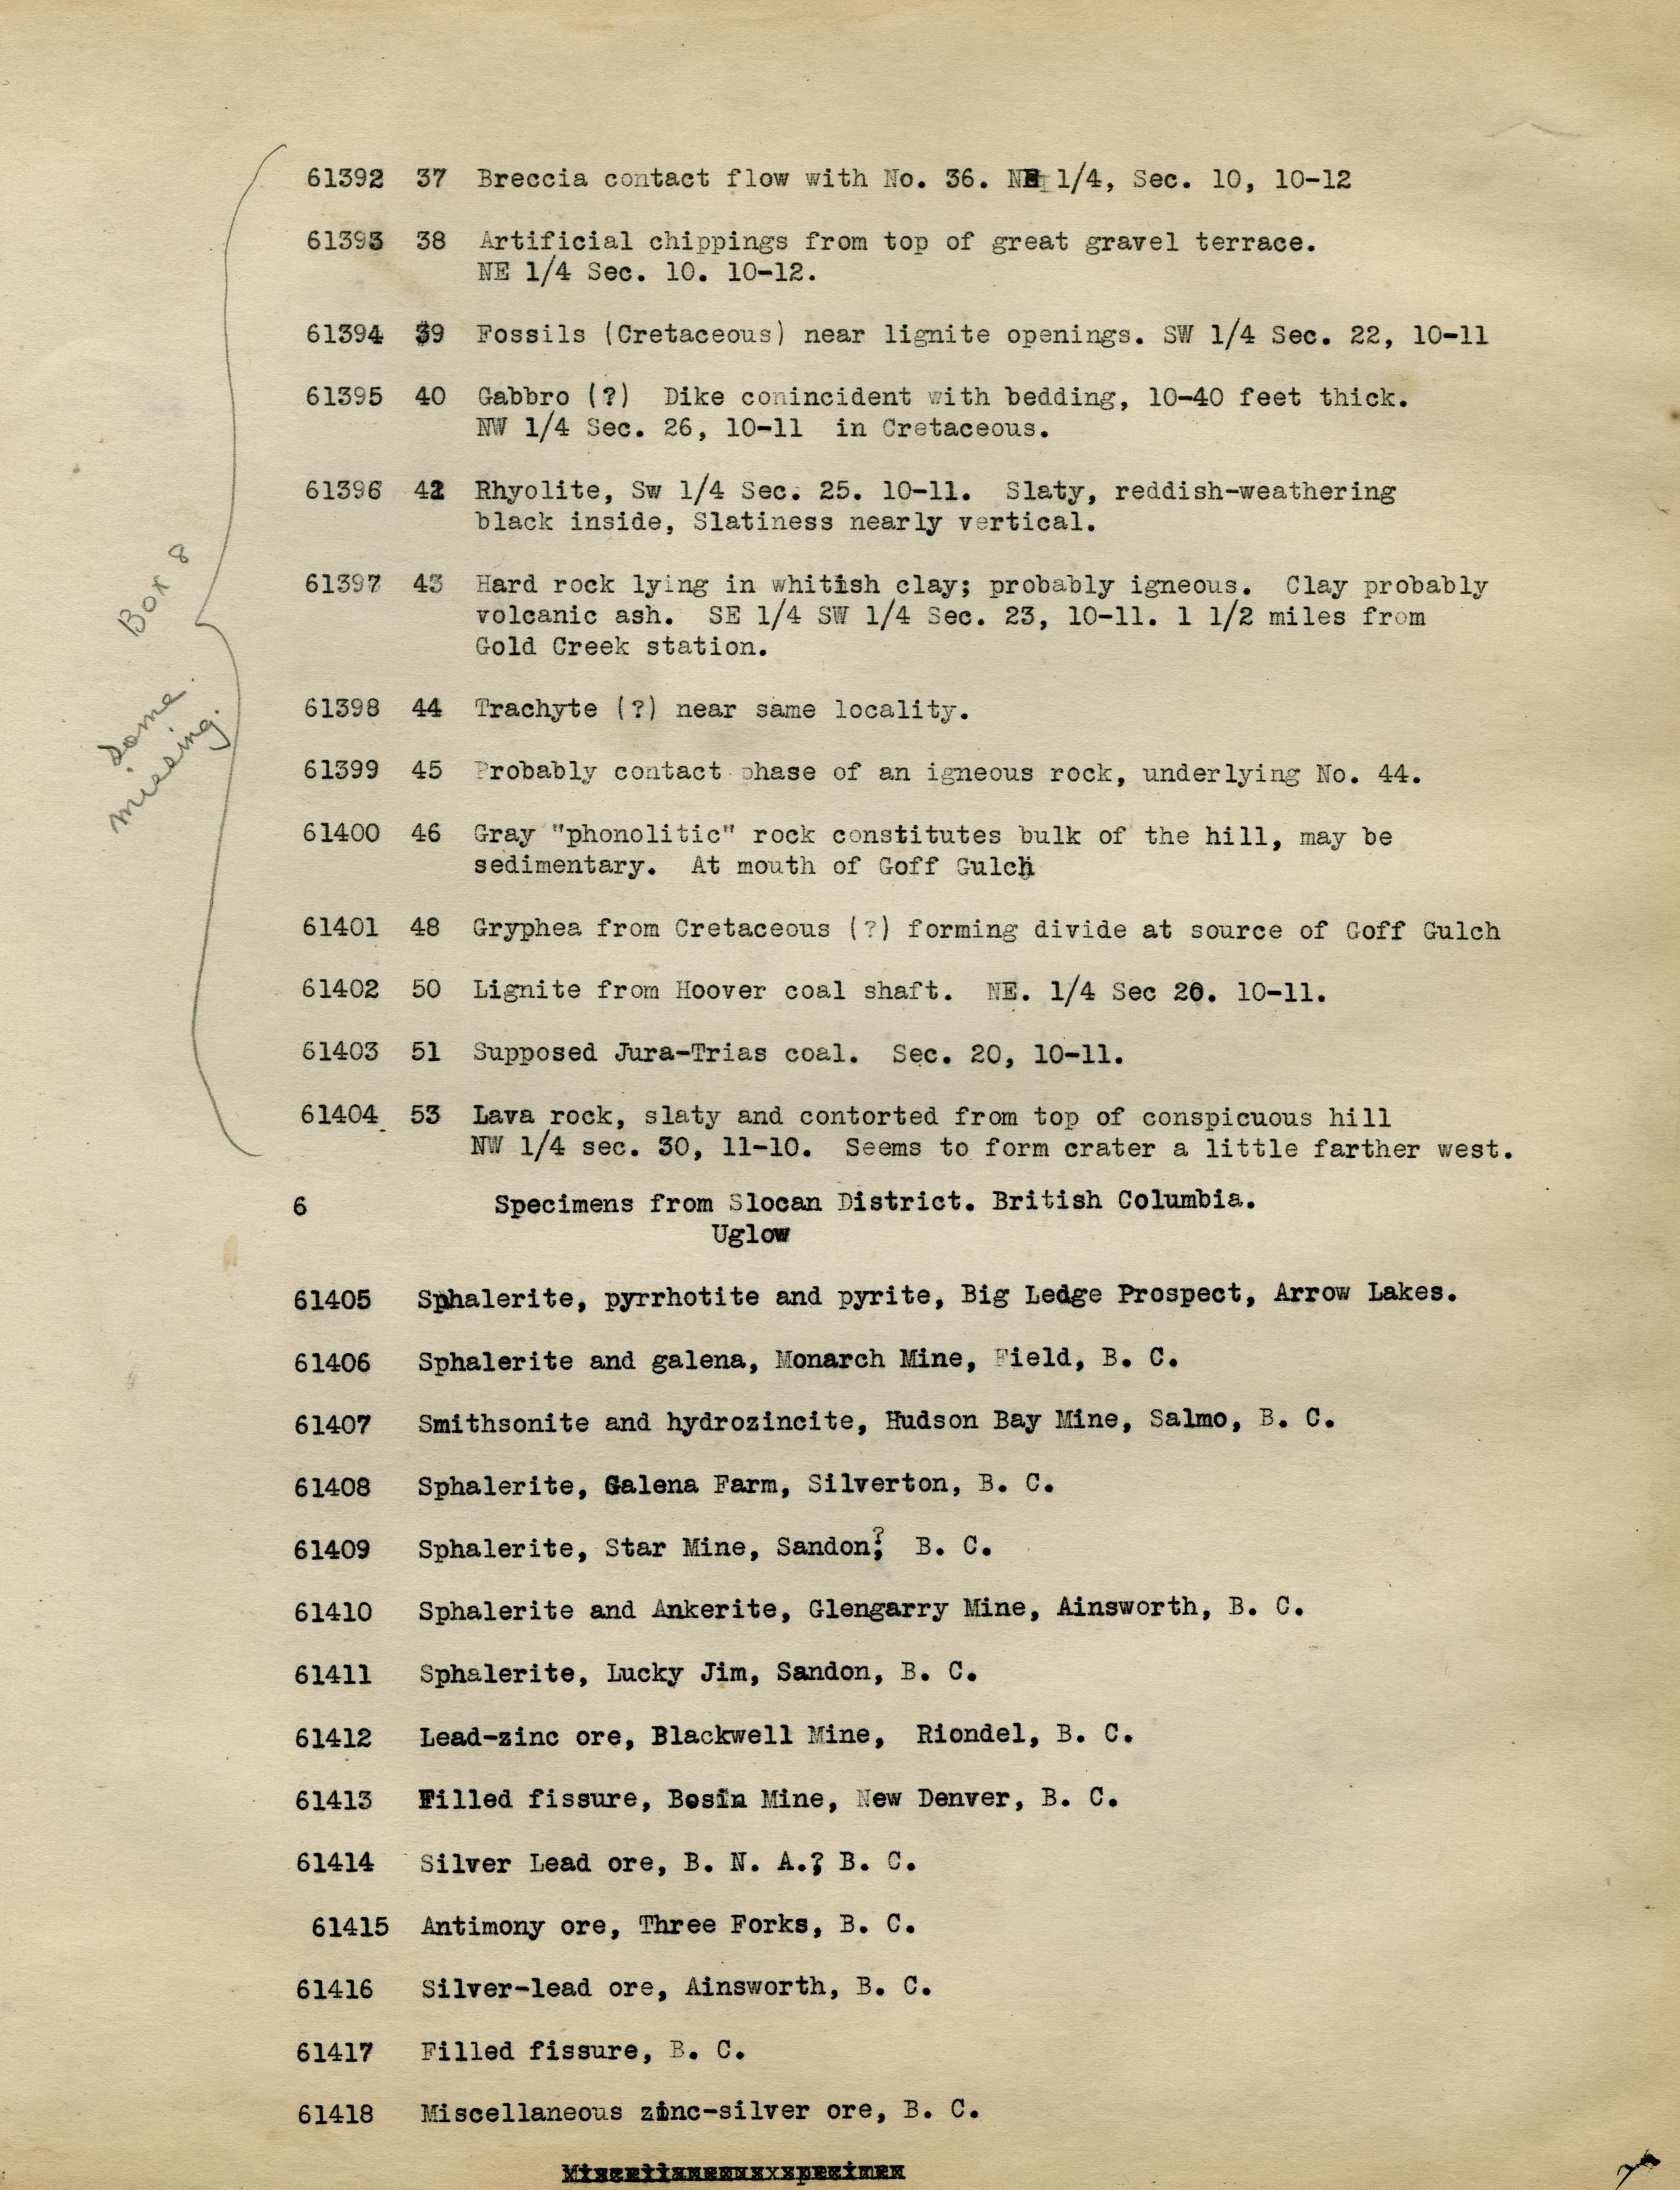 61392 37 Breccia contact flow with No. 36. NE 1/4, Sec. 10, 10-12
61393 38 Artificial chippings from top of great gravel terrace.
NE 1/4 Sec. 10. 10-12.
61394 39 Fossils (Cretaceous) near lignite openings. SW 1/4 Sec. 22, 10-11
61395 40 Gabbro (?) Dike conincident with bedding, 10-40 feet thick.
NW 1/4 Sec. 26, 10-11 in Cretaceous.
61396 42 Rhyolite, Sw 1/4 Sec. 25. 10-11. Slaty, reddish-weathering
black inside, Slatiness nearly vertical.
Box 8
61397 43 Hard rock lying in whitish clay; probably igneous. Clay probably
volcanic ash. SE 1/4 SW 1/4 Sec. 23, 10-11. 1 1/2 miles from
Gold Creek station.
some
missing.
61398 44 Trachyte (?) near same locality.
61399 45 Probably contact phase of an igneous rock, underlying No. 44.
61400 46 Gray "phonolitic" rock constitutes bulk of the hill, may be
sedimentary. At mouth of Goff Gulch
61401 48 Gryphea from Cretaceous (?) forming divide at source of Goff Gulch
61402 50 Lignite from Hoover coal shaft. NE. 1/4 Sec 20. 10-11.
61403 51 Supposed Jura-Trias coal. Sec. 20, 10-11.
61404 53 Lava rock, slaty and contorted from top of conspicuous hill
NW 1/4 sec. 30, 11-10. Seems to form crater a little farther west.
6 Specimens from Slocan District. British Columbia.
Uglow
61405 Sphalerite, pyrrhotite and pyrite, Big Ledge Prospect, Arrow Lakes.
61406 Sphalerite and galena, Monarch Mine, Field, B. C.
61407 Smithsonite and hydrozincite, Hudson Bay Mine, Salmo, B. C.
61408 Sphalerite, Galena Farm, Silverton, B. C.
61409 Sphalerite, Star Mine, Sandon,? B. C.
61410 Sphalerite and Ankerite, Glengarry Mine, Ainsworth, B. C.
61411 Sphalerite, Lucky Jim, Sandon, B. C.
61412 Lead-zinc ore, Blackwell Mine, Riondel, B. C.
61413 Filled fissure, Bosin Mine, New Denver, B. C.
61414 Silver Lead ore, B. N. A.? B. C.
61415 Antimony ore, Three Forks, B. C.
61416 Silver-lead ore, Ainsworth, B. C.
61417 Filled fissure, B. C.
61418 Miscellaneous zinc-silver ore, B. C.